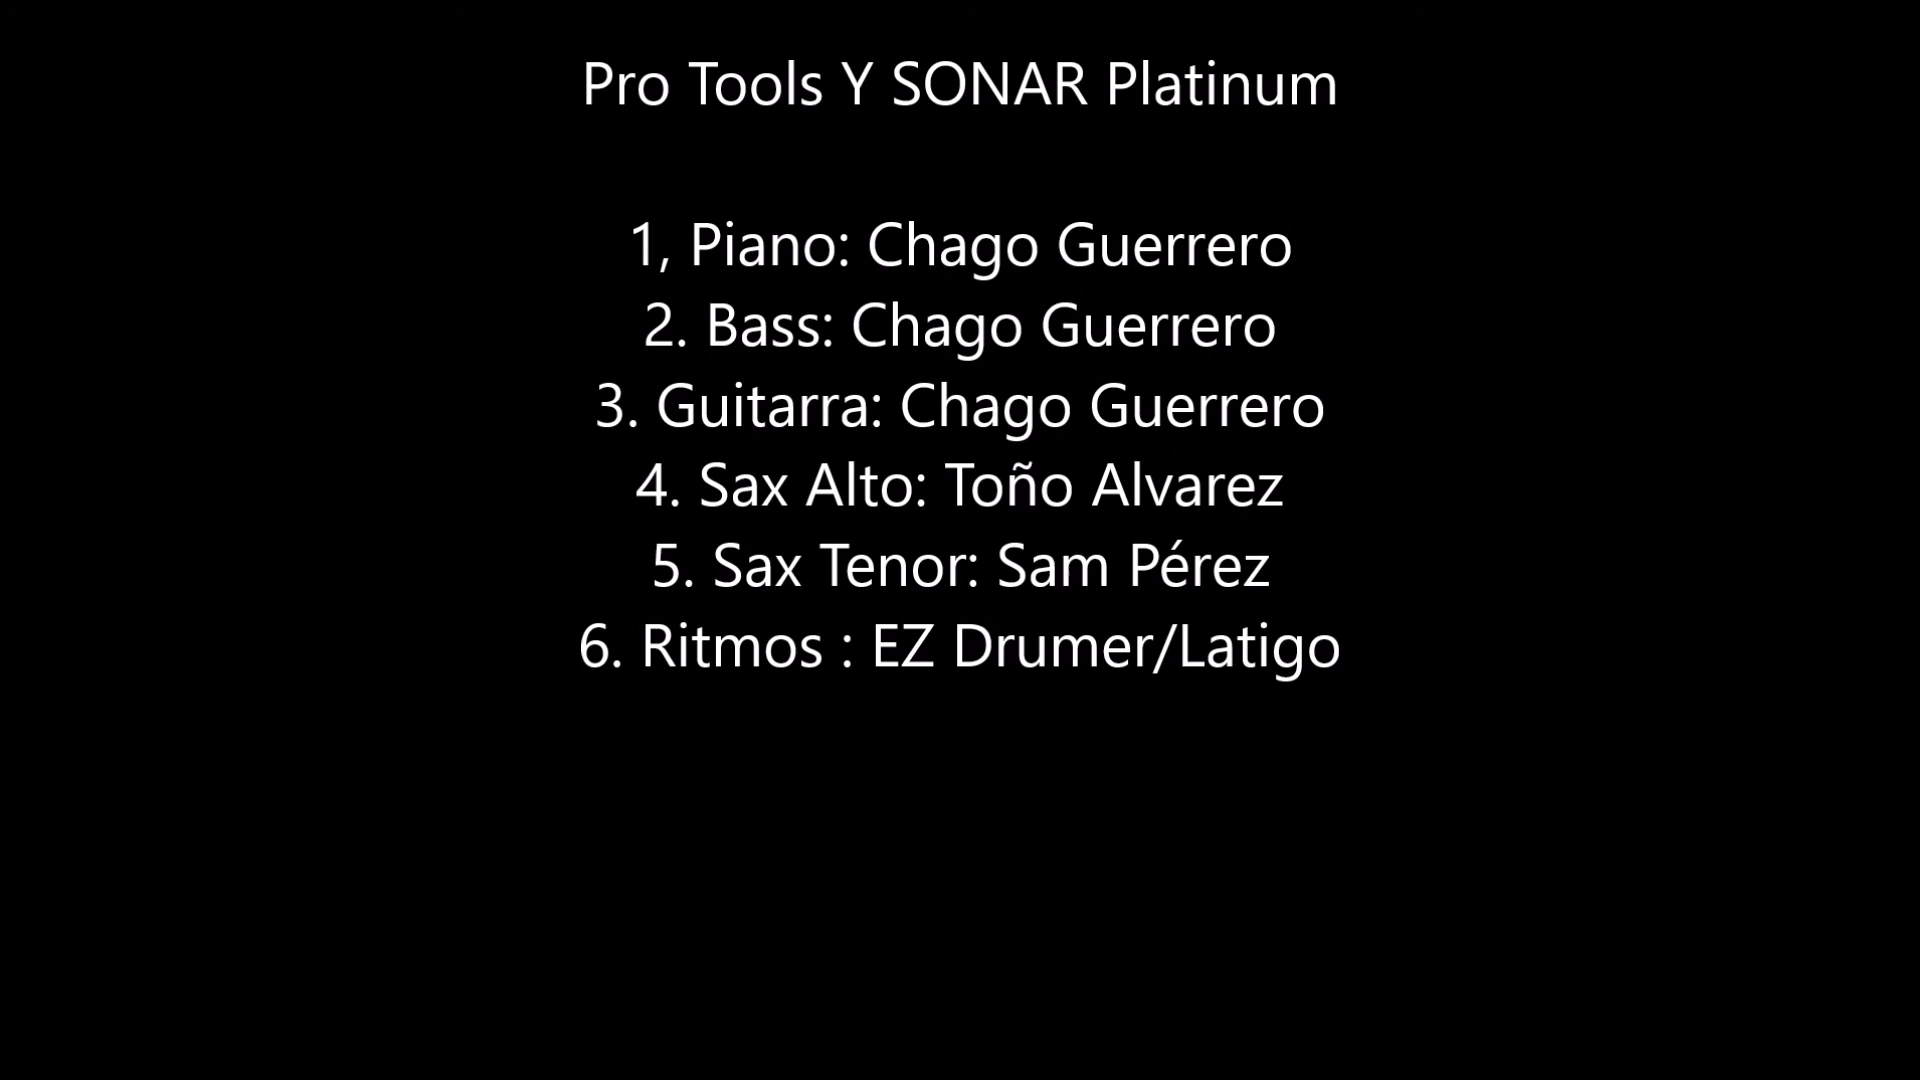 Pro Tools Y SONAR Platinum
1, Piano: Chago Guerrero
2. Bass: Chago Guerrero
3. Guitarra: Chago Guerrero
4. Sax Alto: Toño Alvarez
5. Sax Tenor: Sam Pérez
6. Ritmos : EZ Drumer/Latigo